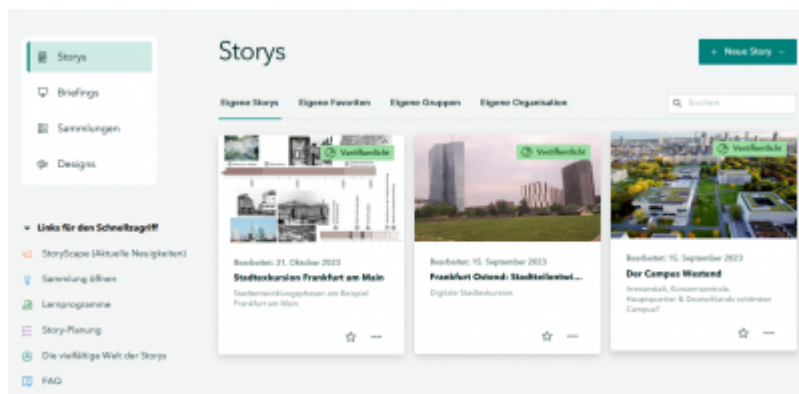 Storys
Briefings
Sammlungen
Designs
Links für den Schnellzugriff
StoryScape (Aktuelle Neuigkeiten)
Sammlung öffnen
Lernprogramme
Story-Planung
Die vielfältige Welt der Storys
FAQ
Storys
+ Neue Story
Eigene Storys Eigene Favoriten Eigene Gruppen Eigene Organisation
Suchen
Veröffentlicht
Bearbeitet: 21. Oktober 2023
Stadtexkursion Frankfurt am Main
Stadtentwicklungsphasen am Beispiel
Frankfurt am Main
Veröffentlicht
Bearbeitet: 15. September 2023
Frankfurt Ostend: Stadtteilentwi...
Digitale Stadtexkursion
Veröffentlicht
Bearbeitet: 15. September 2023
Der Campus Westend
Irrenanstalt, Konzernzentrale,
Hauptquartier & Deutschlands schönster
Campus?